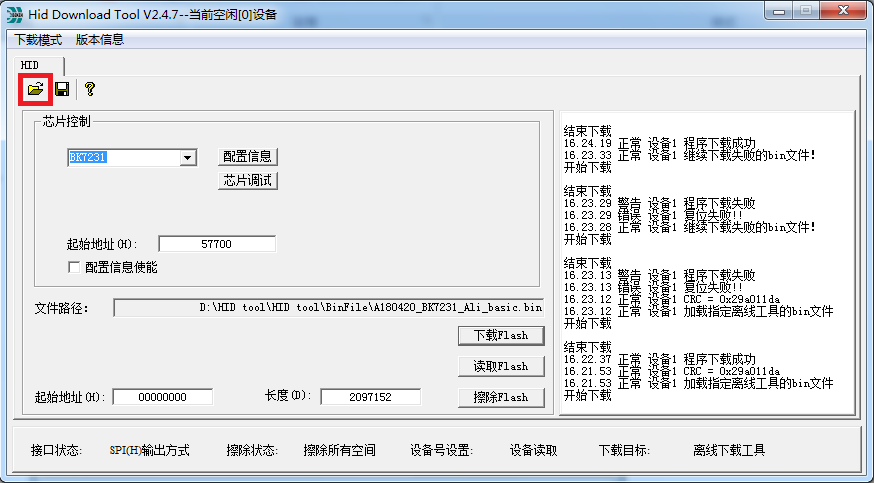 Hid Download Tool V2.4.7--当前空闲[0]设备
下载模式 版本信息
HID
芯片控制
BK7231
配置信息
芯片调试
起始地址(H): 57700
配置信息使能
文件路径: D:\HID tool\HID tool\BinFile\A180420_BK7231_Ali_basic.bin
下载Flash
读取Flash
起始地址(H): 00000000 长度(D): 2097152 擦除Flash
结束下载
16.24.19 正常 设备1 程序下载成功
16.23.33 正常 设备1 继续下载失败的bin文件!
开始下载
结束下载
16.23.29 警告 设备1 程序下载失败
16.23.29 错误 设备1 复位失败!!
16.23.28 正常 设备1 继续下载失败的bin文件!
开始下载
结束下载
16.23.13 警告 设备1 程序下载失败
16.23.13 错误 设备1 复位失败!!
16.23.12 正常 设备1 CRC = 0x29a011da
16.23.12 正常 设备1 加载指定离线工具的bin文件
开始下载
结束下载
16.22.37 正常 设备1 程序下载成功
16.21.53 正常 设备1 CRC = 0x29a011da
16.21.53 正常 设备1 加载指定离线工具的bin文件
开始下载
接口状态: SPI(H)输出方式 擦除状态: 擦除所有空间 设备号设置: 设备读取 下载目标: 离线下载工具